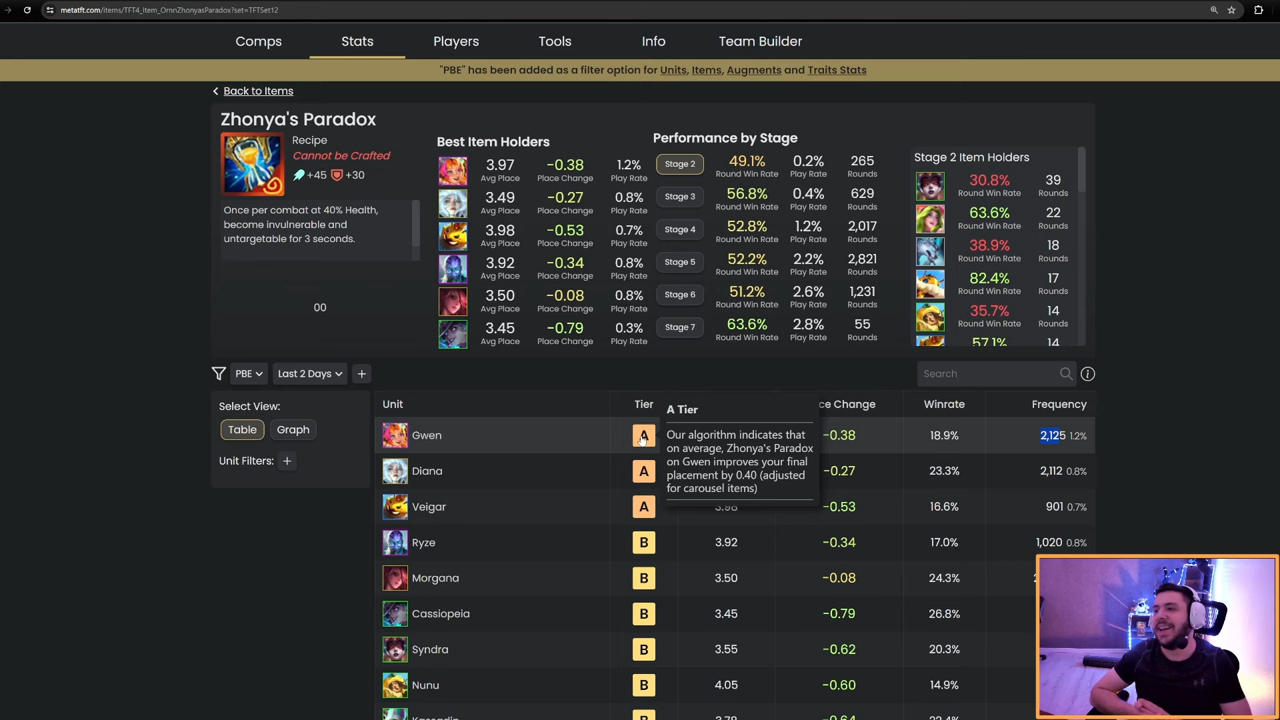 metatft.com/items/TFT4_Item_OrnnZhonyasParadox?set=TFTSet12
Comps Stats Players Tools Info Team Builder
"PBE" has been added as a filter option for Units, Items, Augments and Traits Stats
Back to Items
Zhonya's Paradox
Recipe
Cannot be Crafted
+45 +30
Once per combat at 40% Health,
become invulnerable and
untargetable for 3 seconds.
00
Best Item Holders
3.97 -0.38 1.2%
Avg Place Place Change Play Rate
3.49 -0.27 0.8%
Avg Place Place Change Play Rate
3.98 -0.53 0.7%
Avg Place Place Change Play Rate
3.92 -0.34 0.8%
Avg Place Place Change Play Rate
3.50 -0.08 0.8%
Avg Place Place Change Play Rate
3.45 -0.79 0.3%
Avg Place Place Change Play Rate
Performance by Stage
Stage 2 49.1% 0.2% 265
Round Win Rate Play Rate Rounds
Stage 3 56.8% 0.4% 629
Round Win Rate Play Rate Rounds
Stage 4 52.8% 1.2% 2,017
Round Win Rate Play Rate Rounds
Stage 5 52.2% 2.2% 2,821
Round Win Rate Play Rate Rounds
Stage 6 51.2% 2.6% 1,231
Round Win Rate Play Rate Rounds
Stage 7 63.6% 2.8% 55
Round Win Rate Play Rate Rounds
Stage 2 Item Holders
30.8% 39
Round Win Rate Rounds
63.6% 22
Round Win Rate Rounds
38.9% 18
Round Win Rate Rounds
82.4% 17
Round Win Rate Rounds
35.7% 14
Round Win Rate Rounds
57.1% 14
PBE Last 2 Days +
Search
Select View:
Table Graph
Unit Filters: +
Unit Tier ce Change Winrate Frequency
Gwen A -0.38 18.9% 2,125 1.2%
Diana A -0.27 23.3% 2,112 0.8%
Veigar A 3.98 -0.53 16.6% 901 0.7%
Ryze B 3.92 -0.34 17.0% 1,020 0.8%
Morgana B 3.50 -0.08 24.3%
Cassiopeia B 3.45 -0.79 26.8%
Syndra B 3.55 -0.62 20.3%
Nunu B 4.05 -0.60 14.9%
A Tier
Our algorithm indicates that
on average, Zhonya's Paradox
on Gwen improves your final
placement by 0.40 (adjusted
for carousel items)